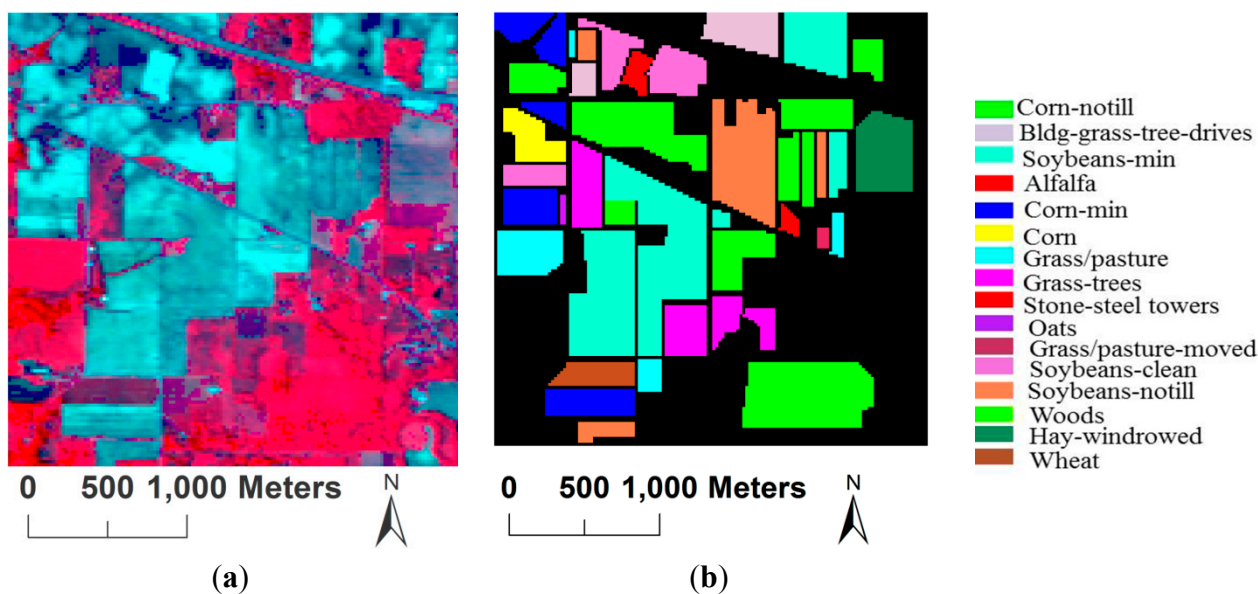 Corn-notill
Bldg-grass-tree-drives
Soybeans-min
Alfalfa
Corn-min
Corn
Grass/pasture
Grass-trees
Stone-steel towers
Oats
Grass/pasture-moved
Soybeans-clean
Soybeans-notill
Woods
Hay-windrowed
Wheat
0 500 1,000 Meters N
0 500 1,000 Meters N
(a) (b)